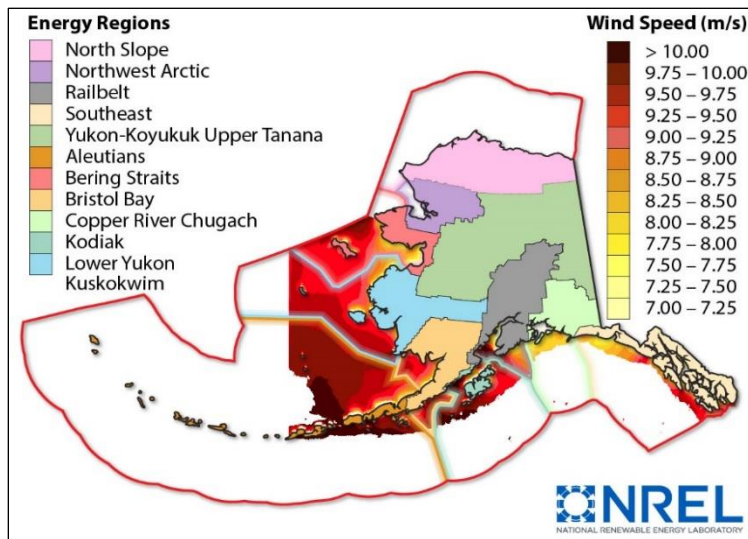 Energy Regions
North Slope
Northwest Arctic
Railbelt
Southeast
Yukon-Koyukuk Upper Tanana
Aleutians
Bering Straits
Bristol Bay
Copper River Chugach
Kodiak
Lower Yukon
Kuskokwim
Wind Speed (m/s)
> 10.00
9.75 – 10.00
9.50 – 9.75
9.25 – 9.50
9.00 – 9.25
8.75 – 9.00
8.50 – 8.75
8.25 – 8.50
8.00 – 8.25
7.75 – 8.00
7.50 – 7.75
7.25 – 7.50
7.00 – 7.25
NREL
NATIONAL RENEWABLE ENERGY LABORATORY